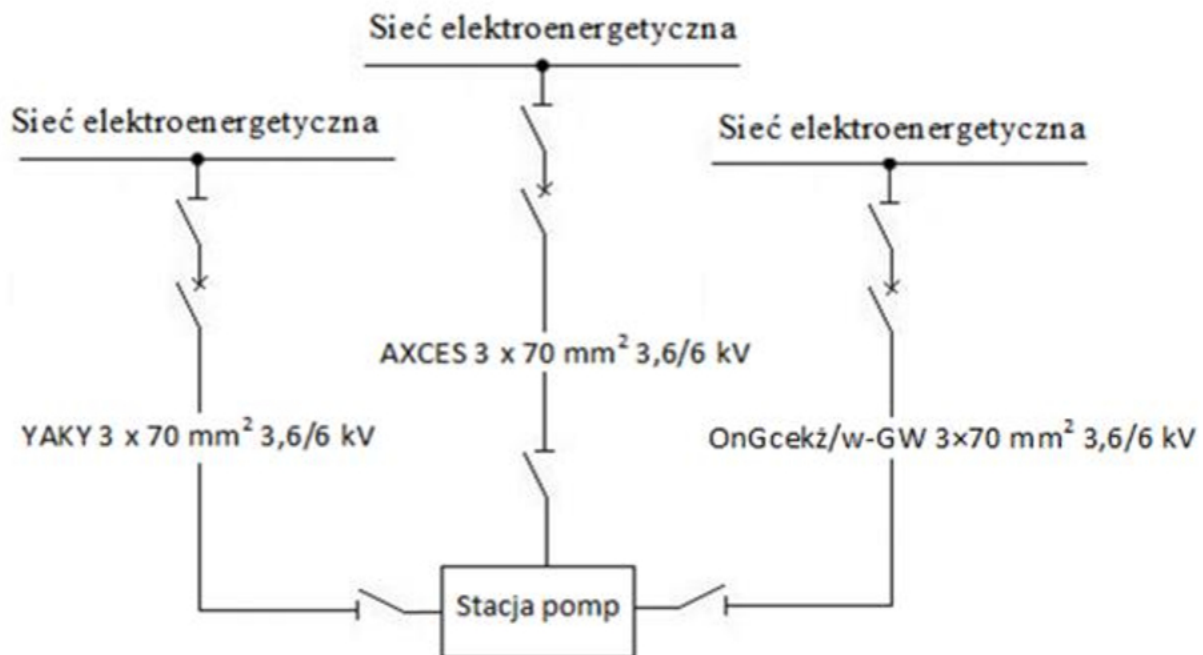 Sieć elektroenergetyczna
Sieć elektroenergetyczna
Sieć elektroenergetyczna
AXCES 3 x 70 mm² 3,6/6 kV
YAKY 3 x 70 mm² 3,6/6 kV
OnGcekż/w-GW 3×70 mm² 3,6/6 kV
Stacja pomp